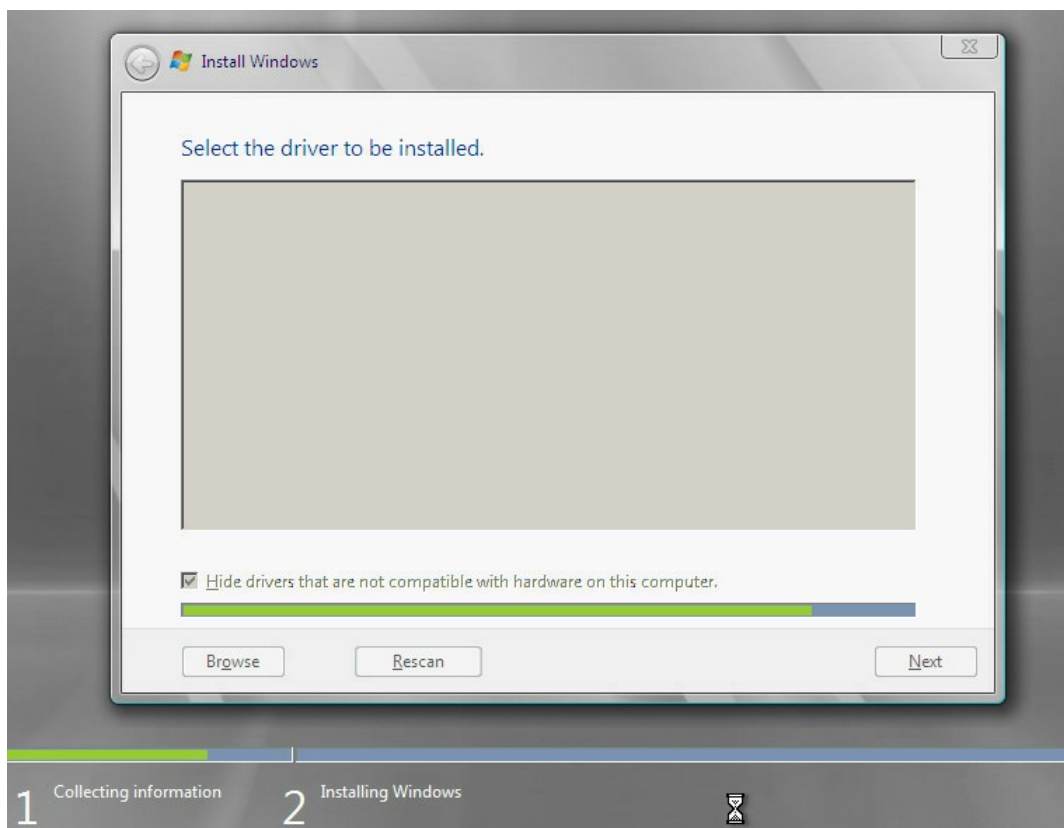 Install Windows
Select the driver to be installed.
Hide drivers that are not compatible with hardware on this computer.
Browse Rescan Next
1 Collecting information 2 Installing Windows